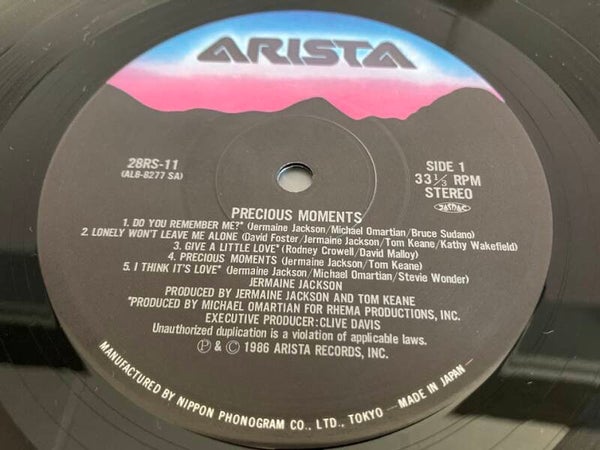 ARISTA
28RS-11
(AL8-8277 SA)
SIDE 1
33 1/3 RPM
STEREO
JASRAC
PRECIOUS MOMENTS
1. DO YOU REMEMBER ME?* (Jermaine Jackson/Michael Omartian/Bruce Sudano)
2. LONELY WON'T LEAVE ME ALONE (David Foster/Jermaine Jackson/Tom Keane/Kathy Wakefield)
3. GIVE A LITTLE LOVE* (Rodney Crowell/David Malloy)
4. PRECIOUS MOMENTS (Jermaine Jackson/Tom Keane)
5. I THINK IT'S LOVE* (Jermaine Jackson/Michael Omartian/Stevie Wonder)
JERMAINE JACKSON
PRODUCED BY JERMAINE JACKSON AND TOM KEANE
*PRODUCED BY MICHAEL OMARTIAN FOR RHEMA PRODUCTIONS, INC.
EXECUTIVE PRODUCER:CLIVE DAVIS
Unauthorized duplication is a violation of applicable laws.
℗ & © 1986 ARISTA RECORDS, INC.
MANUFACTURED BY NIPPON PHONOGRAM CO., LTD., TOKYO — MADE IN JAPAN —